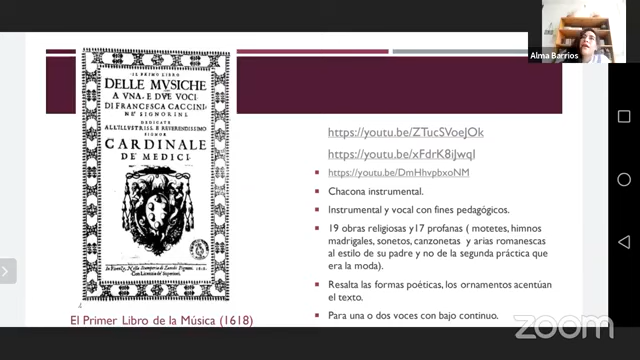 Alma Barrios
IL PRIMO LIBRO
DELLE MVSICHE
A VNA, E DVE VOCI
DI FRANCESCA CACCINI
NE' SIGNORINI
DEDICATE
ALL'ILLVSTRISS. E REVERENDISSIMO
SIGNOR
CARDINALE
DE' MEDICI
4
El Primer Libro de la Música (1618)
https://youtu.be/ZTucSVoeJOk
https://youtu.be/xFdrK8iJwqI
https://youtu.be/DmHhvpbxoNM
Chacona instrumental.
Instrumental y vocal con fines pedagógicos.
19 obras religiosas y17 profanas ( motetes, himnos
madrigales, sonetos, canzonetas y arias romanescas
al estilo de su padre y no de la segunda práctica que
era la moda).
Resalta las formas poéticas, los ornamentos acentúan
el texto.
Para una o dos voces con bajo continuo.
zoom